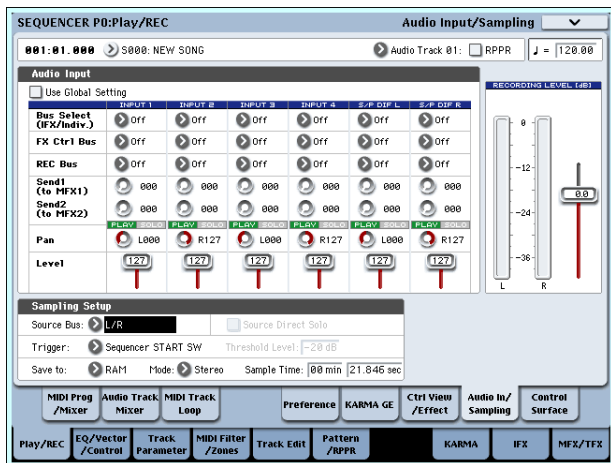 SEQUENCER P0:Play/REC Audio Input/Sampling
001:01.000 S000: NEW SONG Audio Track 01: RPPR ♩ = 120.00
Audio Input
RECORDING LEVEL (dB)
Use Global Setting
INPUT 1 INPUT 2 INPUT 3 INPUT 4 S/P DIF L S/P DIF R
Bus Select
(IFX/Indiv.) Off Off Off Off Off Off
FX Ctrl Bus Off Off Off Off Off Off
REC Bus Off Off Off Off Off Off
Send1
(to MFX1) 000 000 000 000 000 000
Send2
(to MFX2) 000 000 000 000 000 000
PLAY SOLO PLAY SOLO PLAY SOLO PLAY SOLO PLAY SOLO PLAY SOLO
Pan L000 R127 L000 R127 L000 R127
Level 127 127 127 127 127 127
0
-12
-24
-36
0.0
L R
Sampling Setup
Source Bus: L/R Source Direct Solo
Trigger: Sequencer START SW Threshold Level: -20 dB
Save to: RAM Mode: Stereo Sample Time: 00 min 21.846 sec
MIDI Prog
/Mixer Audio Track
Mixer MIDI Track
Loop Preference KARMA GE Ctrl View
/Effect Audio In/
Sampling Control
Surface
Play/REC EQ/Vector
/Control Track
Parameter MIDI Filter
/Zones Track Edit Pattern
/RPPR KARMA IFX MFX/TFX